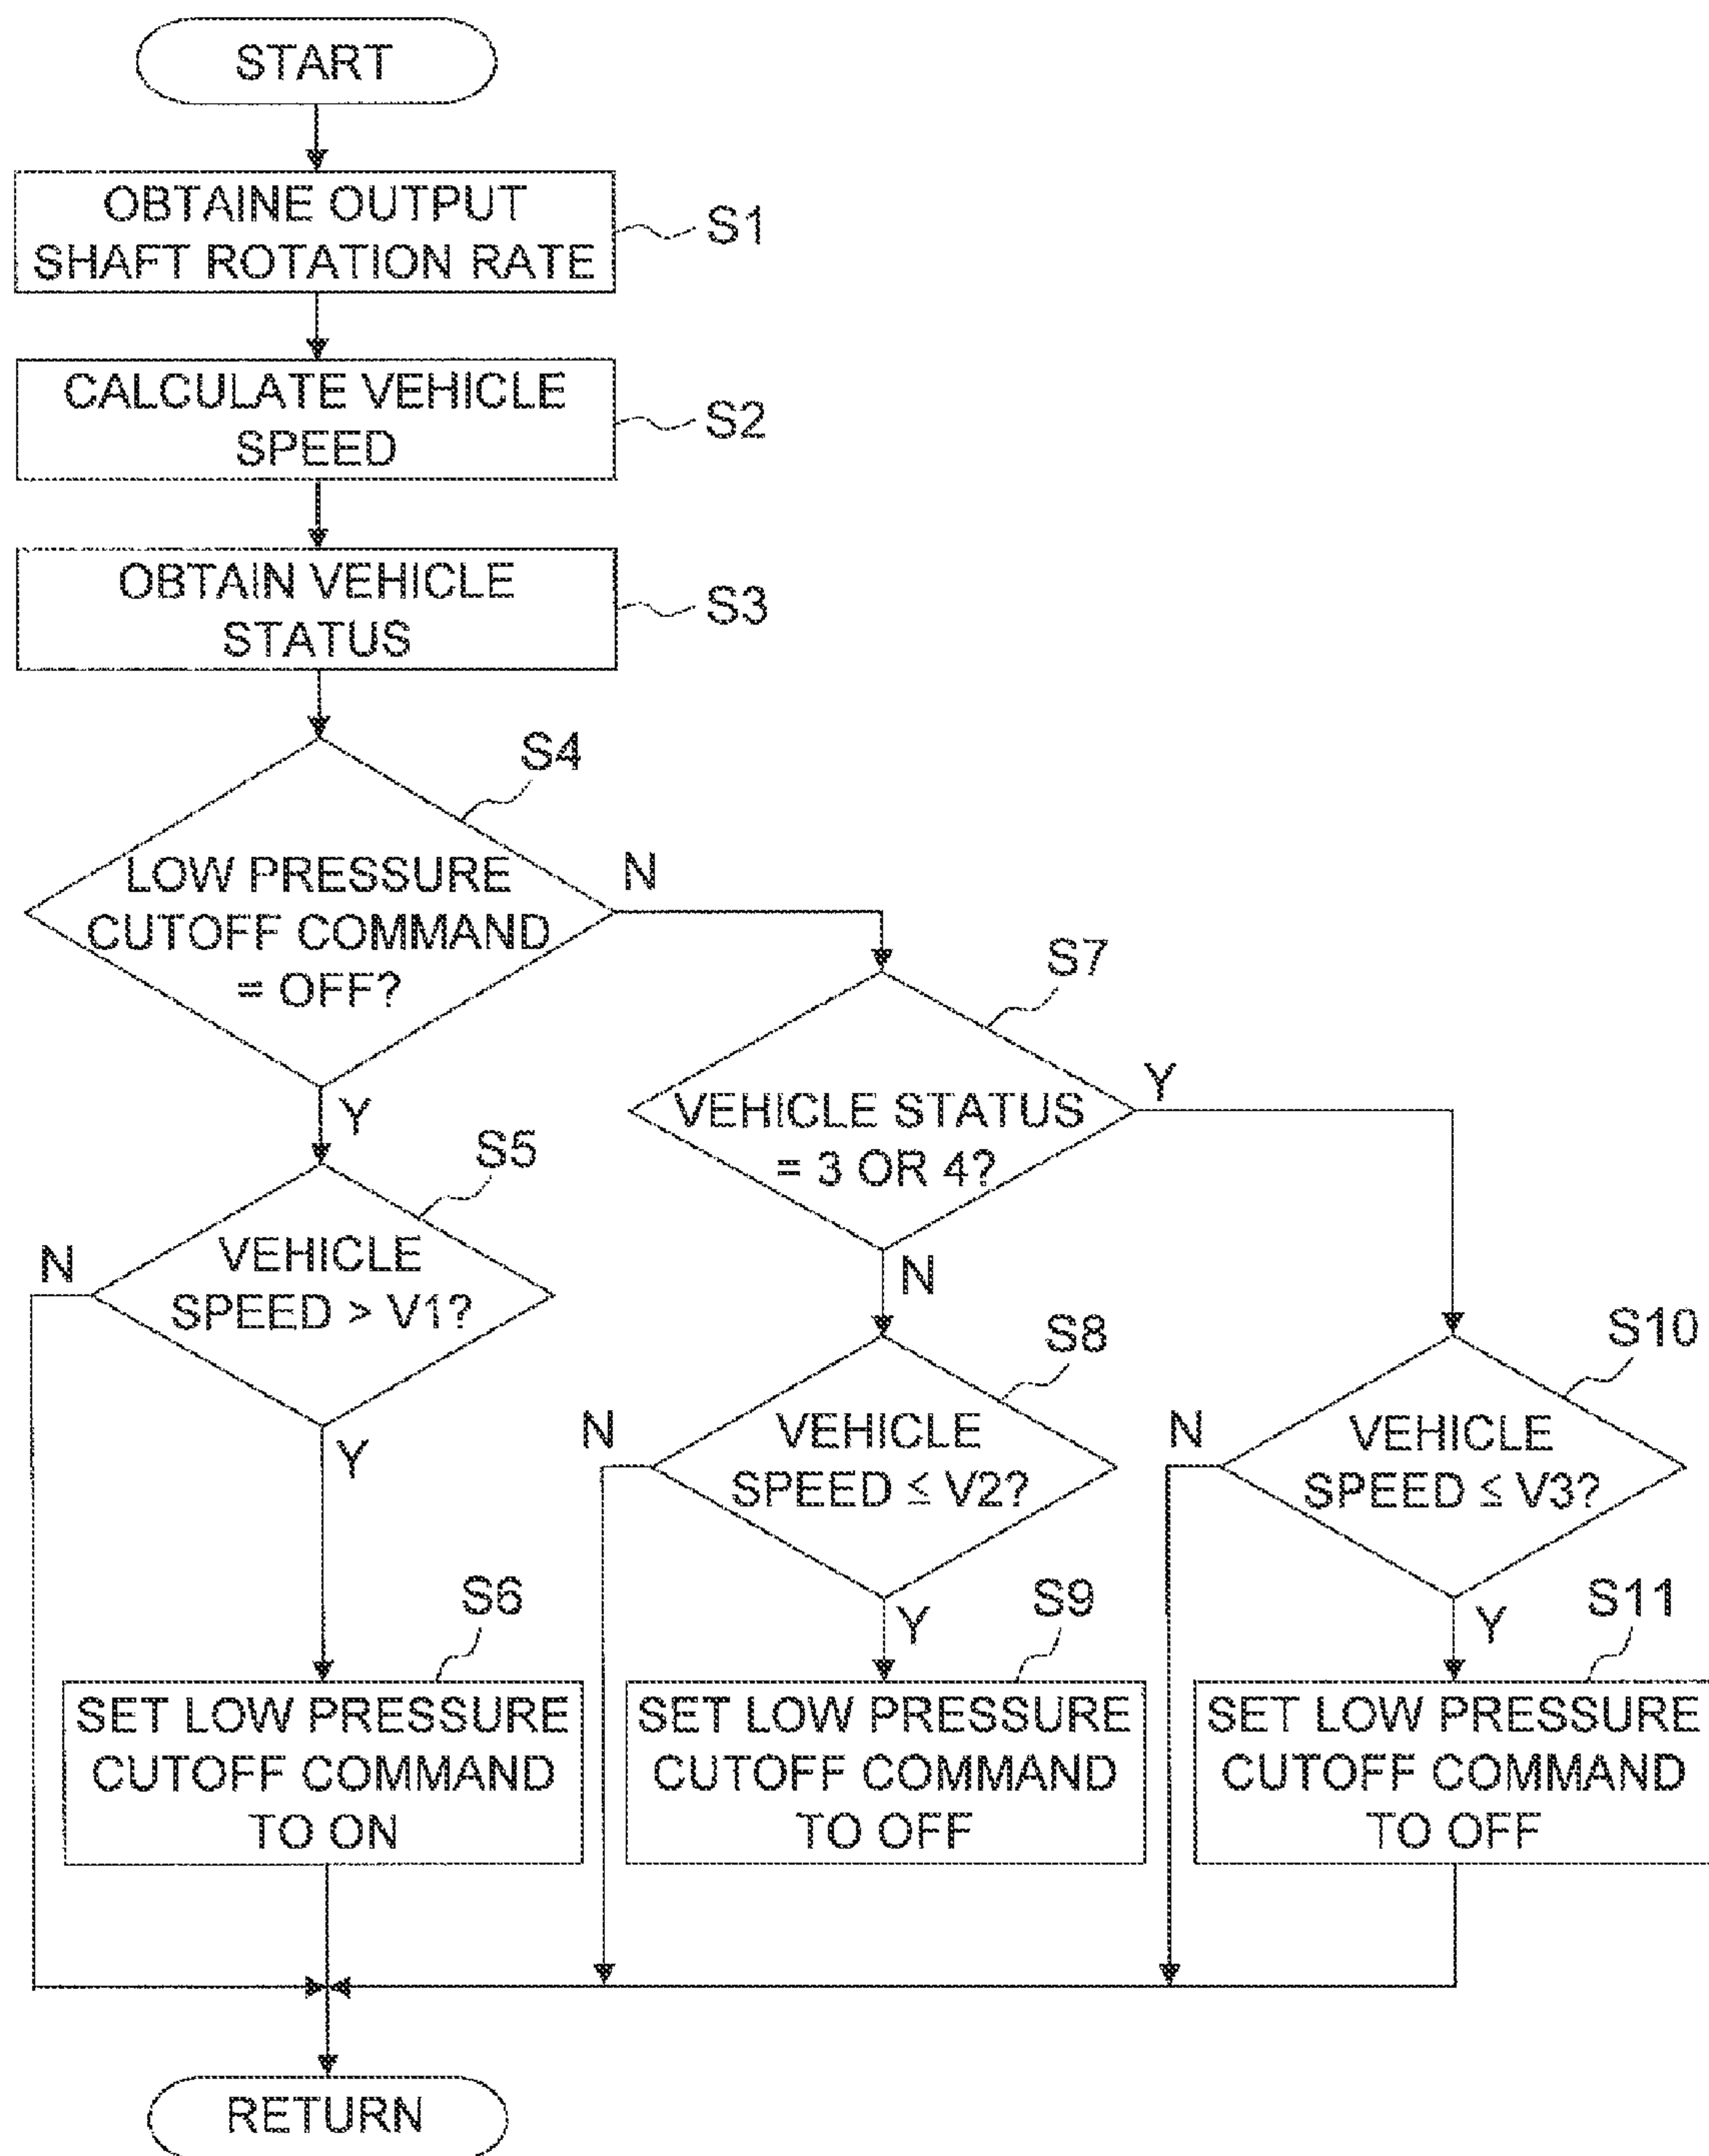 START
OBTAINE OUTPUT
SHAFT ROTATION RATE
S1
CALCULATE VEHICLE
SPEED
S2
OBTAIN VEHICLE
STATUS
S3
S4
LOW PRESSURE
CUTOFF COMMAND
= OFF?
N
Y
S7
VEHICLE STATUS
= 3 OR 4?
Y
N
S5
VEHICLE
SPEED > V1?
N
Y
S8
VEHICLE
SPEED ≤ V2?
N
Y
S10
VEHICLE
SPEED ≤ V3?
N
Y
S6
SET LOW PRESSURE
CUTOFF COMMAND
TO ON
S9
SET LOW PRESSURE
CUTOFF COMMAND
TO OFF
S11
SET LOW PRESSURE
CUTOFF COMMAND
TO OFF
RETURN